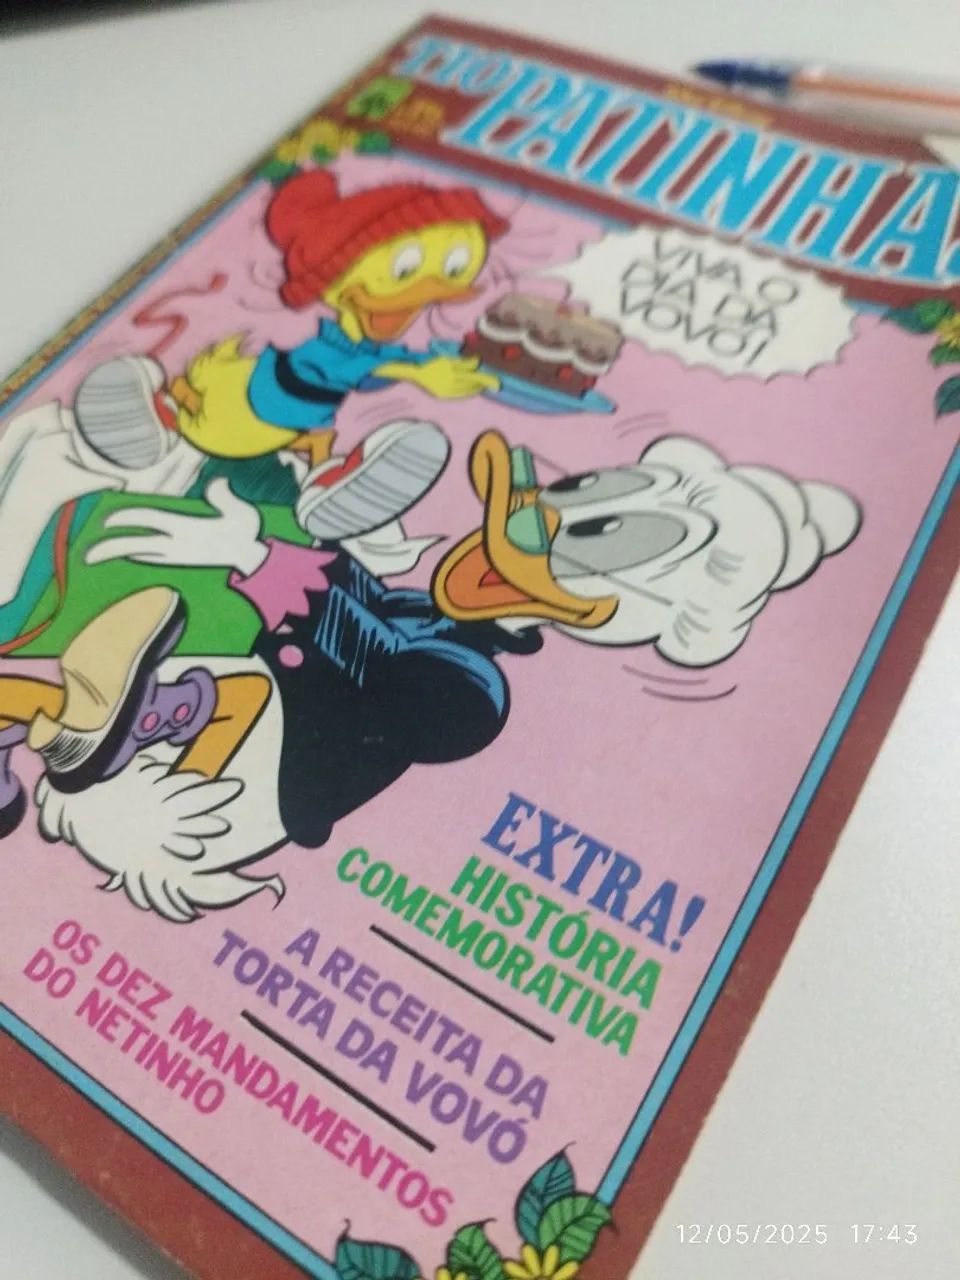 TIO
PATINHAS
VIVA O
DIA DA
VOVÓ!
EXTRA!
HISTÓRIA
COMEMORATIVA
A RECEITA DA
TORTA DA VOVÓ
OS DEZ MANDAMENTOS
DO NETINHO
12/05/2025 17:43